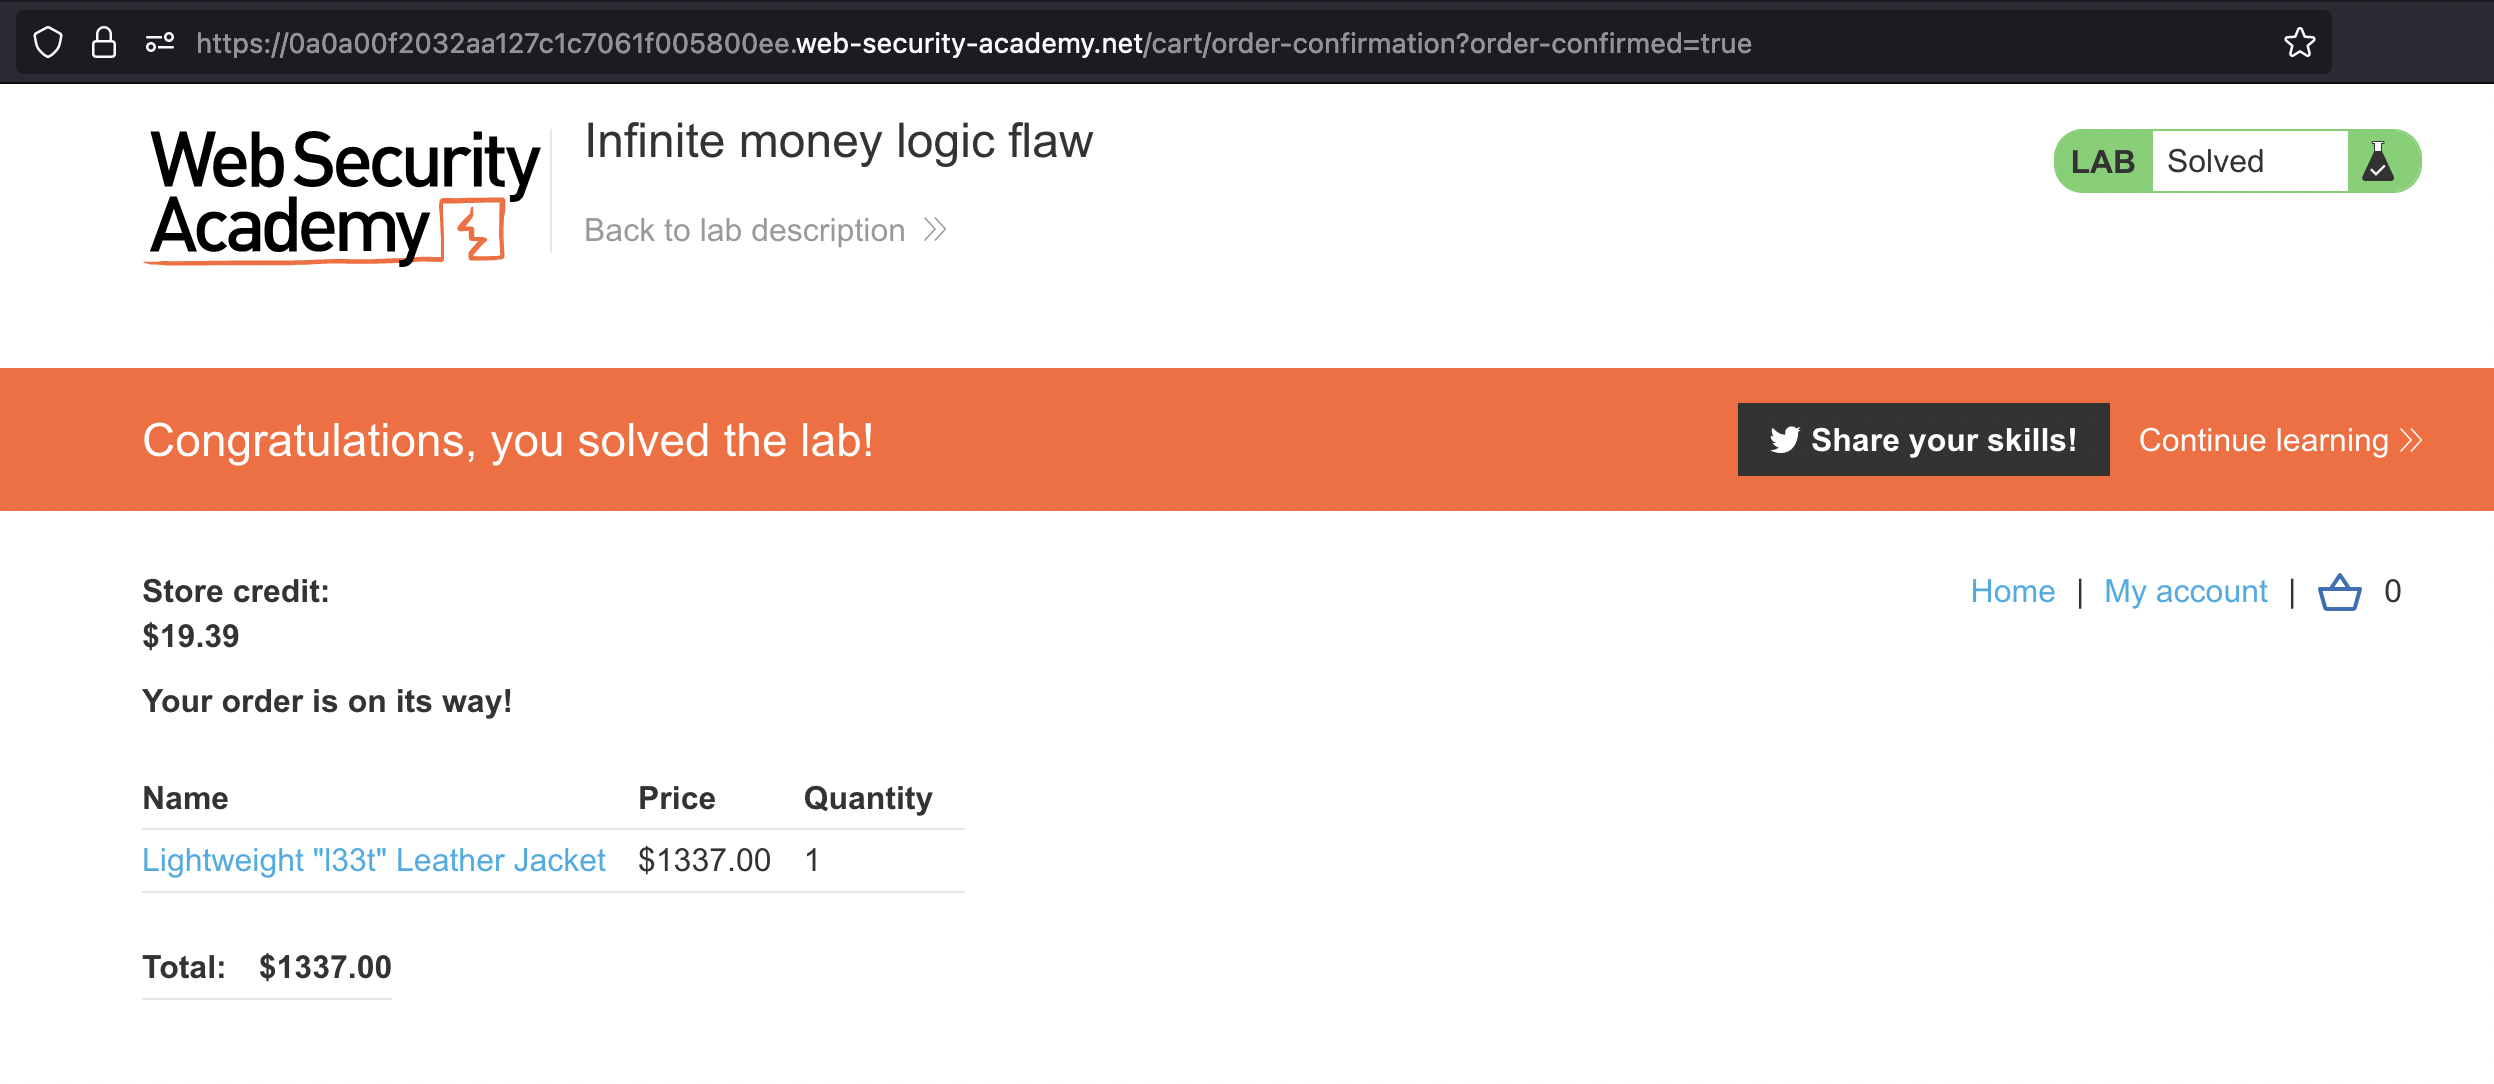 https://0a0a00f2032aa127c1c7061f005800ee.web-security-academy.net/cart/order-confirmation?order-confirmed=true
Web Security
Academy
Infinite money logic flaw
Back to lab description
LAB Solved
Congratulations, you solved the lab!
Share your skills!
Continue learning
Store credit:
$19.39
Home | My account | 0
Your order is on its way!
Name Price Quantity
Lightweight "l33t" Leather Jacket $1337.00 1
Total: $1337.00